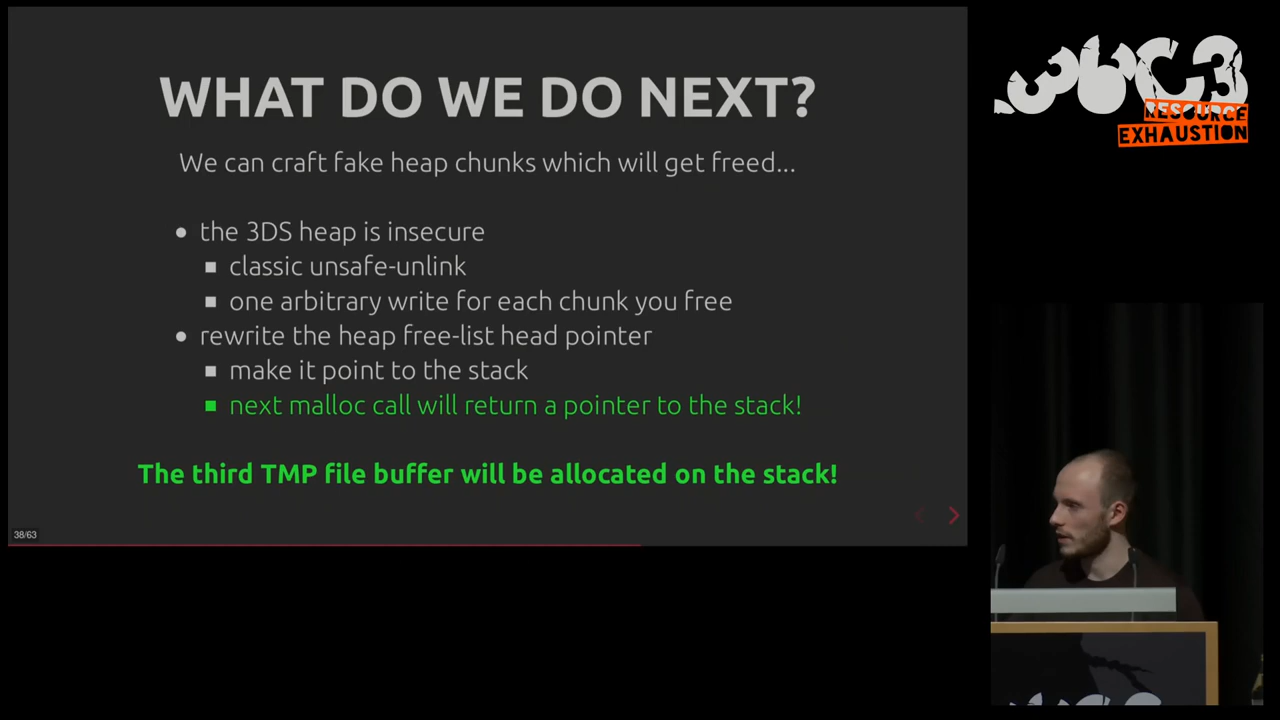 WHAT DO WE DO NEXT?
We can craft fake heap chunks which will get freed...
● the 3DS heap is insecure
■ classic unsafe-unlink
■ one arbitrary write for each chunk you free
● rewrite the heap free-list head pointer
■ make it point to the stack
■ next malloc call will return a pointer to the stack!
The third TMP file buffer will be allocated on the stack!
38/63
36C3
RESOURCE
EXHAUSTION